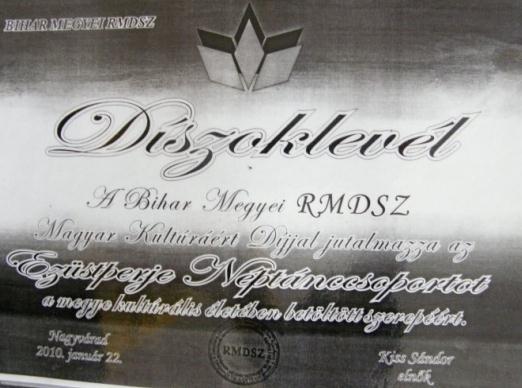 BIHAR MEGYEI RMDSZ
Díszoklevél
A Bihar Megyei RMDSZ
Magyar Kultúráért Díjjal jutalmazza az
Ezüstperje Néptánccsoportot
a megye kultúrális életében betöltött szerepéért.
Nagyvárad
2010. január 22.
RMDSZ
Kiss Sándor
elnök